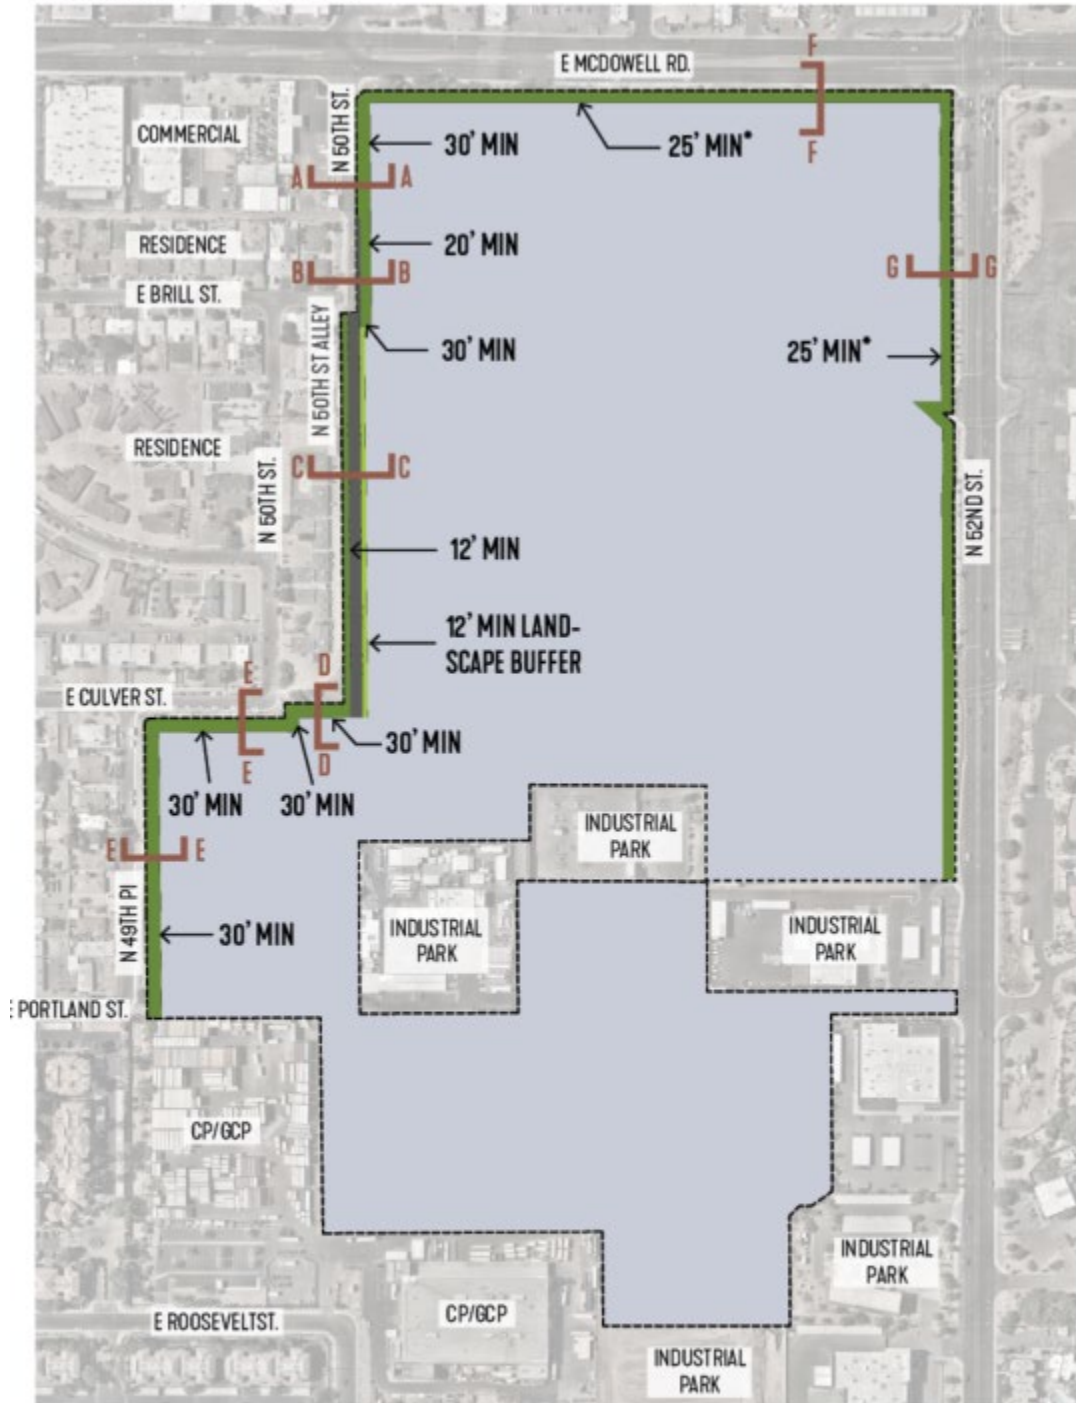 E MCDOWELL RD.
F
F
N 50TH ST.
COMMERCIAL
30' MIN
25' MIN*
A
A
RESIDENCE
20' MIN
B
B
G
G
E BRILL ST.
N 50TH ST ALLEY
30' MIN
25' MIN*
RESIDENCE
C
C
N 50TH ST.
N 52ND ST.
12' MIN
12' MIN LAND-
SCAPE BUFFER
E CULVER ST.
E
E
D
D
30' MIN
30' MIN
30' MIN
E
E
N 49TH Pl
30' MIN
INDUSTRIAL
PARK
INDUSTRIAL
PARK
INDUSTRIAL
PARK
E PORTLAND ST.
CP/GCP
INDUSTRIAL
PARK
CP/GCP
E ROOSEVELTST.
INDUSTRIAL
PARK